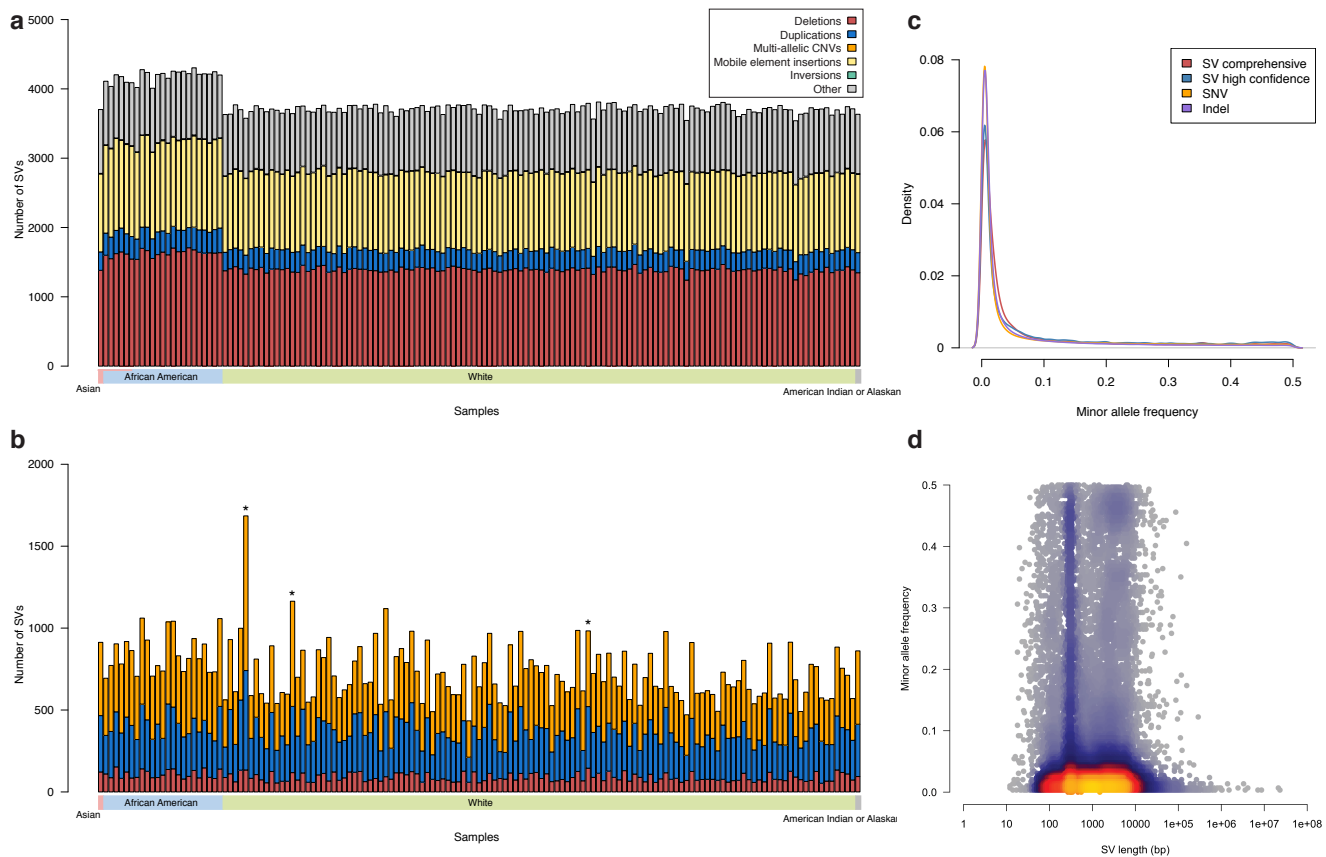 a
5000
4000
3000
2000
1000
0
Number of SVs
Deletions
Duplications
Multi-allelic CNVs
Mobile element insertions
Inversions
Other
Asian
African American
White
American Indian or Alaskan
Samples
b
2000
1500
1000
500
0
Number of SVs
*
*
*
Asian
African American
White
American Indian or Alaskan
Samples
c
0.08
0.06
0.04
0.02
0
Density
SV comprehensive
SV high confidence
SNV
Indel
0.0 0.1 0.2 0.3 0.4 0.5
Minor allele frequency
d
0.5
0.4
0.3
0.2
0.1
0.0
Minor allele frequency
1 10 100 1000 10000 1e+05 1e+06 1e+07 1e+08
SV length (bp)